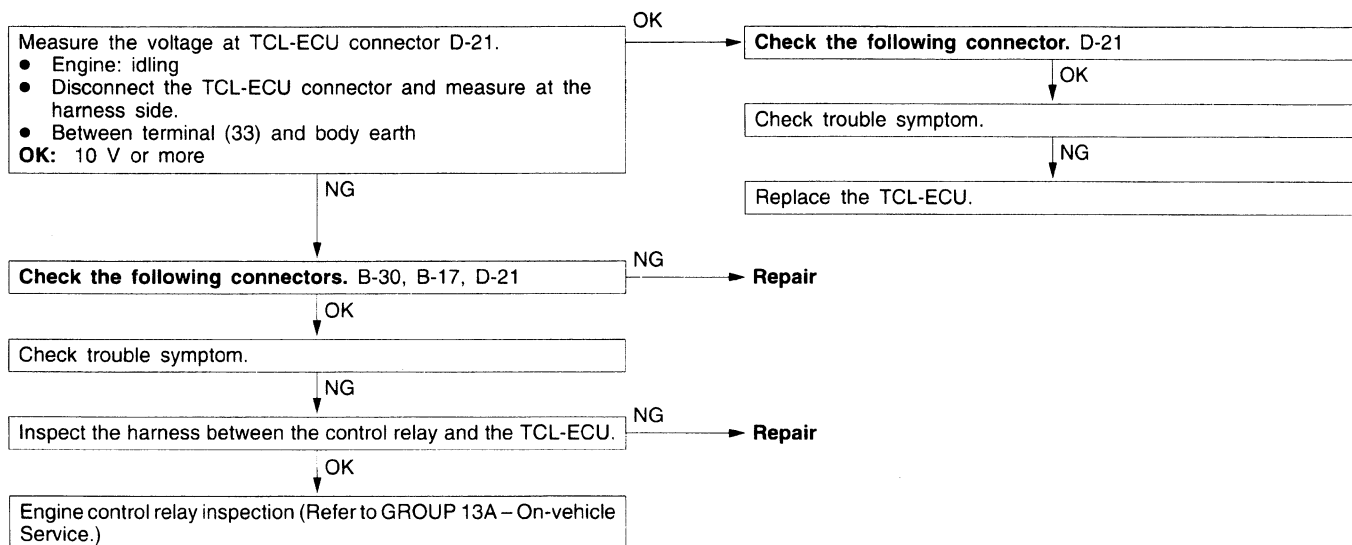 Measure the voltage at TCL-ECU connector D-21.
● Engine: idling
● Disconnect the TCL-ECU connector and measure at the
harness side.
● Between terminal (33) and body earth
OK: 10 V or more
OK
Check the following connector. D-21
OK
Check trouble symptom.
NG
Replace the TCL-ECU.
NG
Check the following connectors. B-30, B-17, D-21
NG
Repair
OK
Check trouble symptom.
NG
Inspect the harness between the control relay and the TCL-ECU.
NG
Repair
OK
Engine control relay inspection (Refer to GROUP 13A – On-vehicle
Service.)